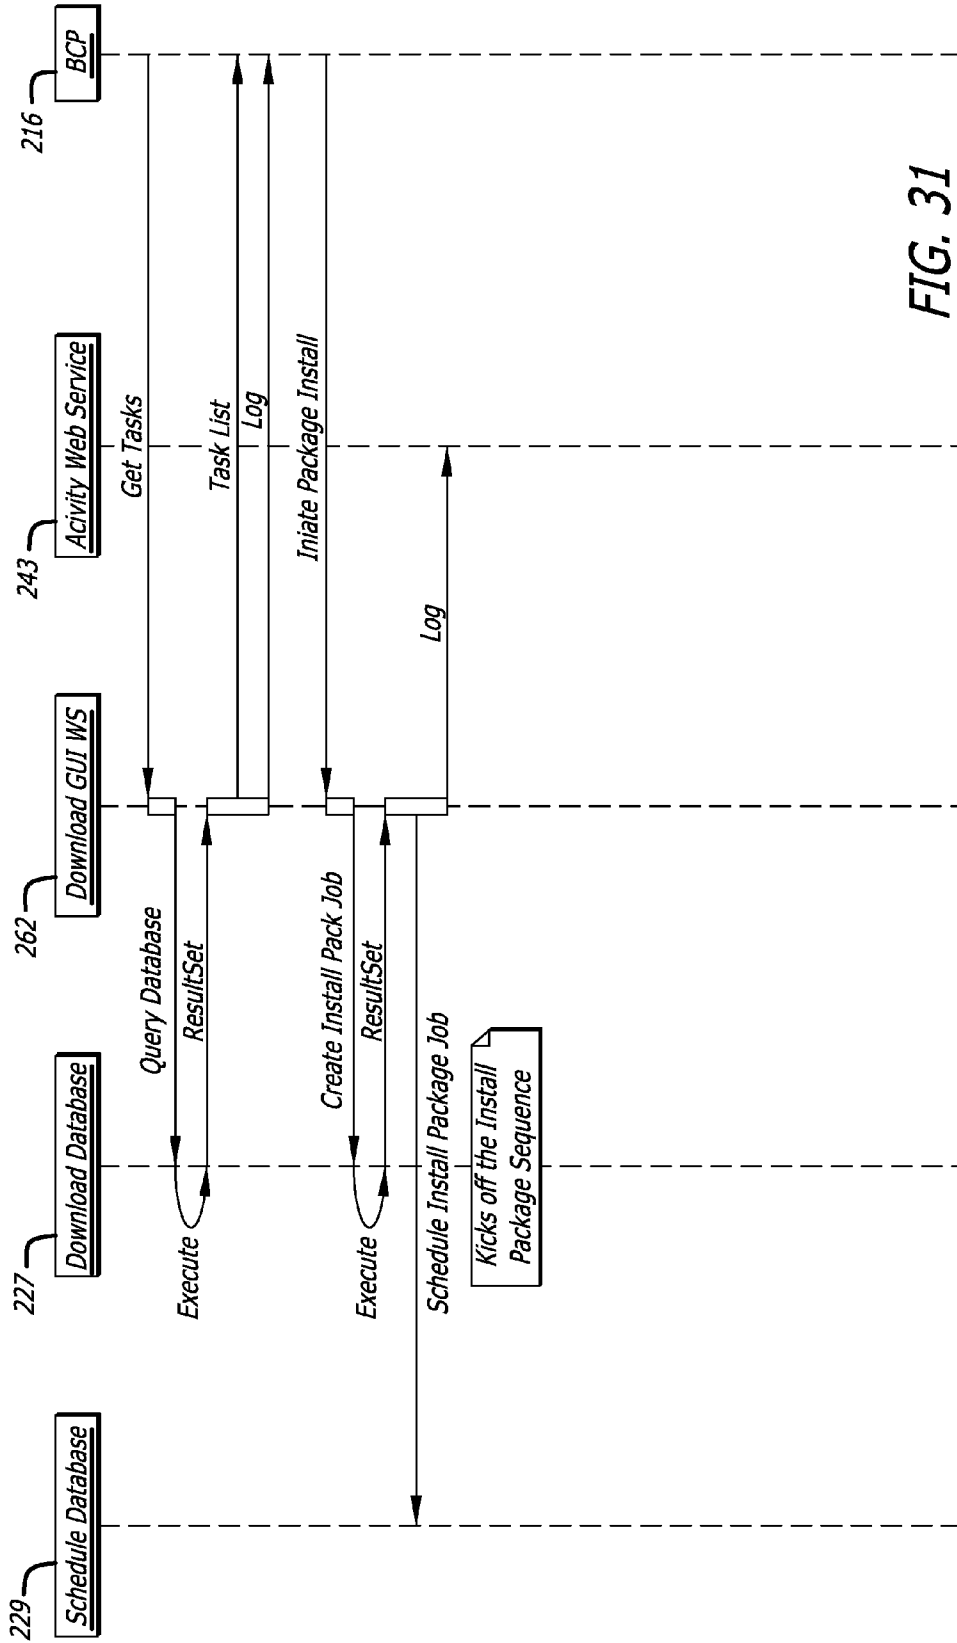 229
Schedule Database
227
Download Database
262
Download GUI WS
243
Acivity Web Service
216
BCP
Get Tasks
Query Database
Execute
ResultSet
Task List
Log
Iniate Package Install
Create Install Pack Job
Execute
ResultSet
Schedule Install Package Job
Log
Kicks off the Install
Package Sequence
FIG. 31